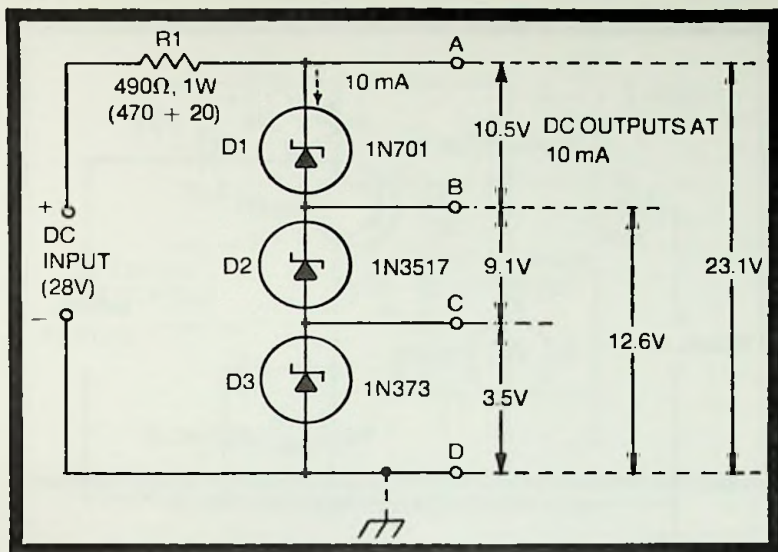 R1
490Ω, 1W
(470 + 20)
A
10 mA
10.5V
DC OUTPUTS AT
10 mA
D1
1N701
+
DC
INPUT
(28V)
−
B
D2
1N3517
9.1V
23.1V
12.6V
C
D3
1N373
3.5V
D